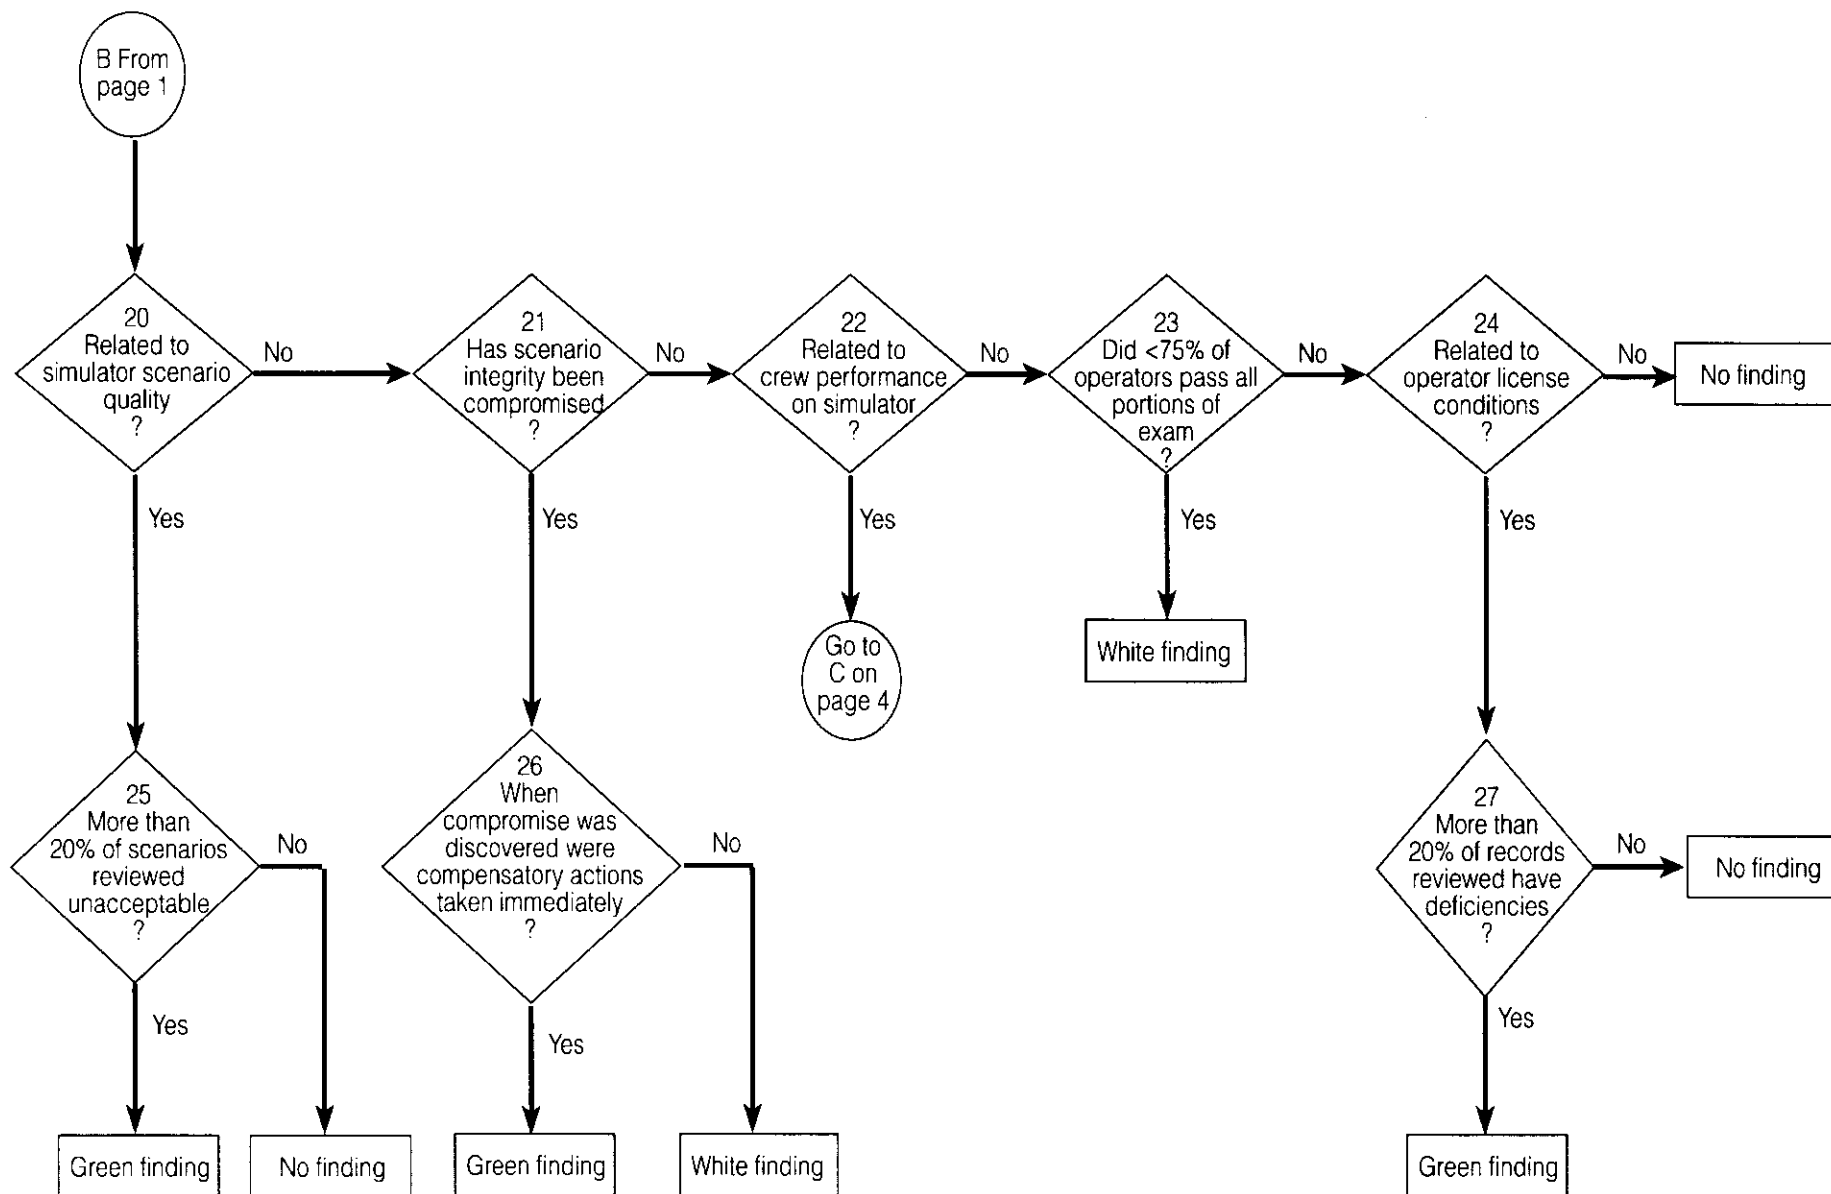 B From
page 1
20
Related to
simulator scenario
quality
?
No
Yes
21
Has scenario
integrity been
compromised
?
No
Yes
22
Related to
crew performance
on simulator
?
No
Yes
23
Did <75% of
operators pass all
portions of
exam
?
No
Yes
24
Related to
operator license
conditions
?
No
Yes
No finding
Go to
C on
page 4
White finding
25
More than
20% of scenarios
reviewed
unacceptable
?
No
Yes
26
When
compromise was
discovered were
compensatory actions
taken immediately
?
No
Yes
27
More than
20% of records
reviewed have
deficiencies
?
No
Yes
No finding
Green finding
No finding
Green finding
White finding
Green finding